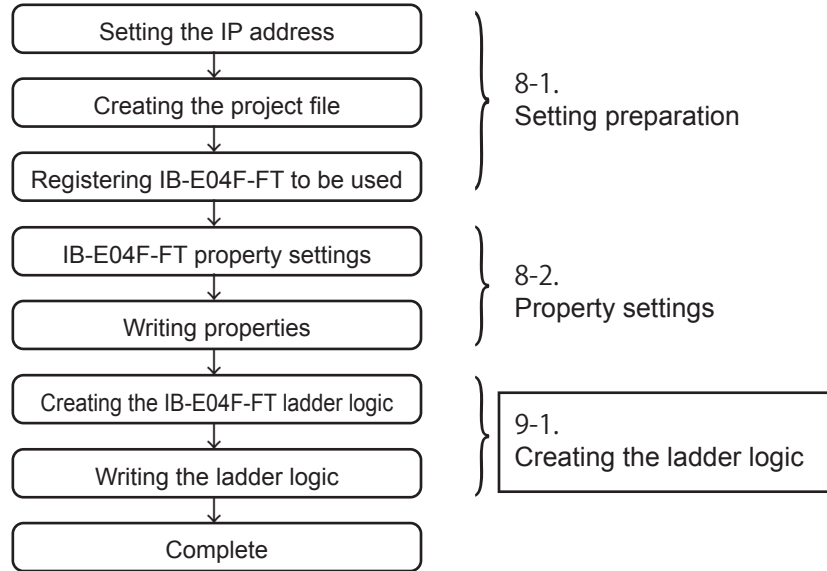 Setting the IP address
Creating the project file
Registering IB-E04F-FT to be used
8-1.
Setting preparation
IB-E04F-FT property settings
Writing properties
8-2.
Property settings
Creating the IB-E04F-FT ladder logic
Writing the ladder logic
9-1.
Creating the ladder logic
Complete